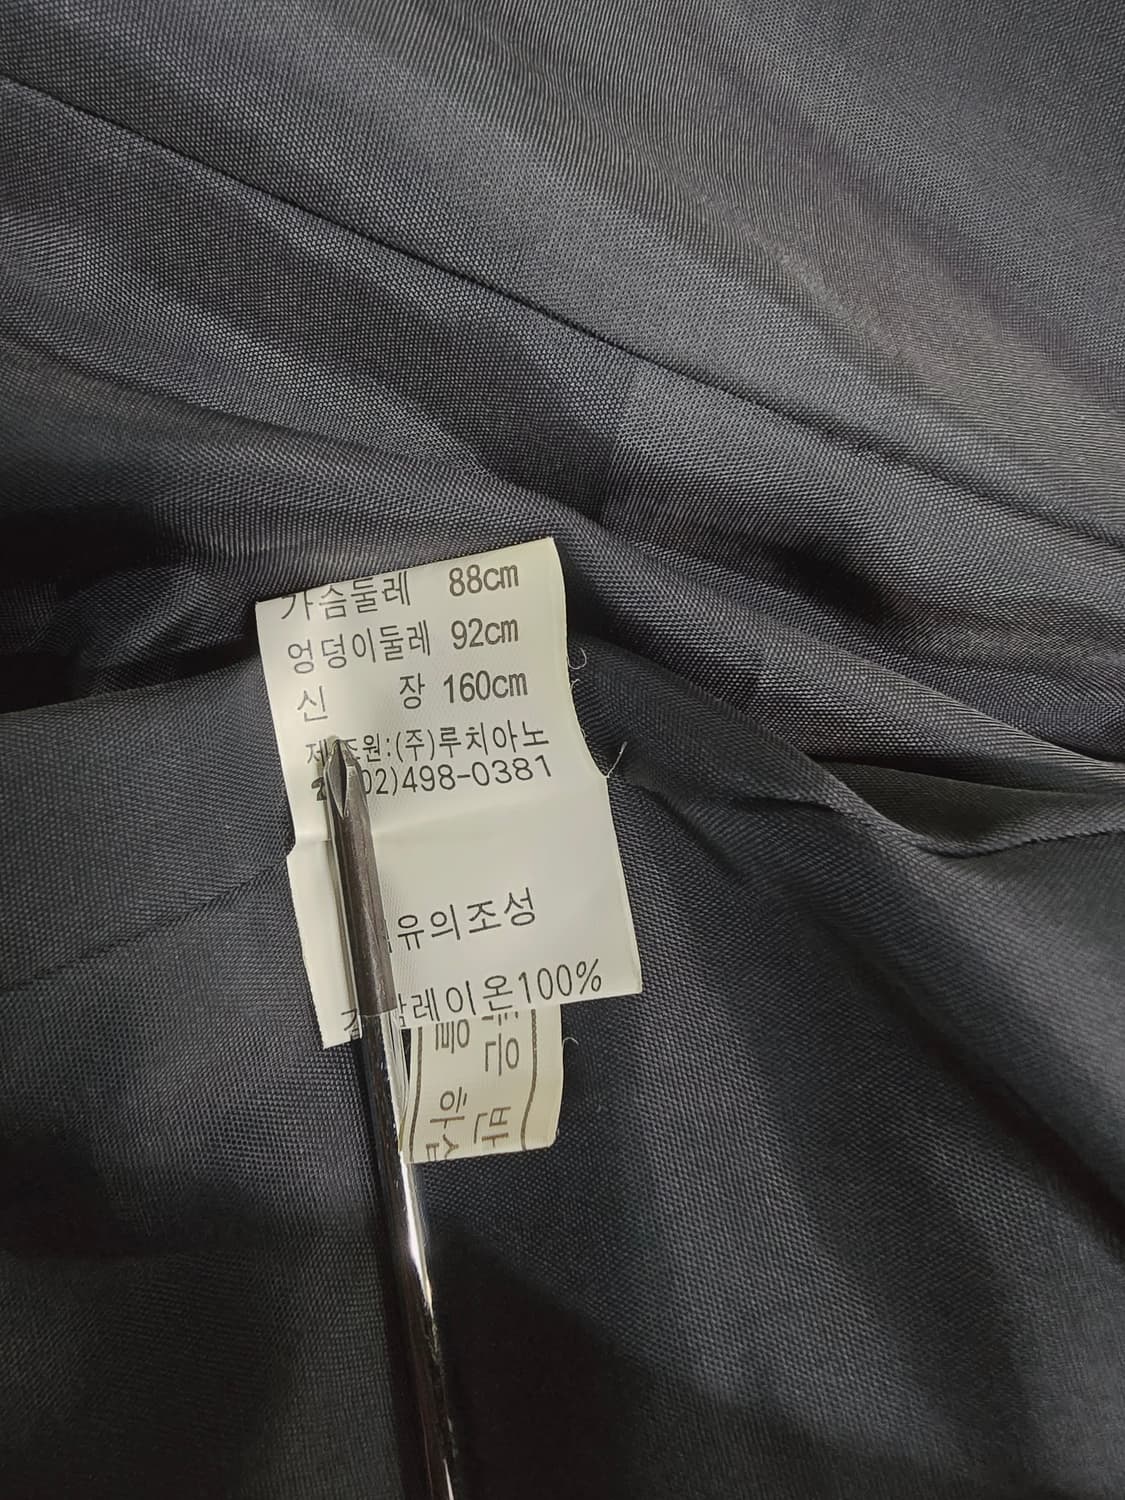 가슴둘레 88cm
엉덩이둘레 92cm
신 장 160cm
제조원:(주)루치아노
02)498-0381
유의조성
레이온100%